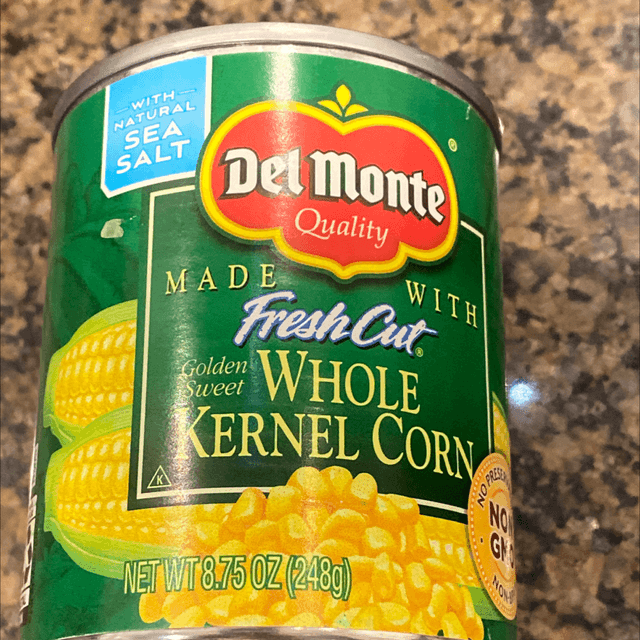 WITH
NATURAL
SEA
SALT
Del Monte®
Quality
MADE WITH
Fresh Cut®
Golden
Sweet
WHOLE
KERNEL CORN
K
NO
NET WT 8.75 OZ (248g)